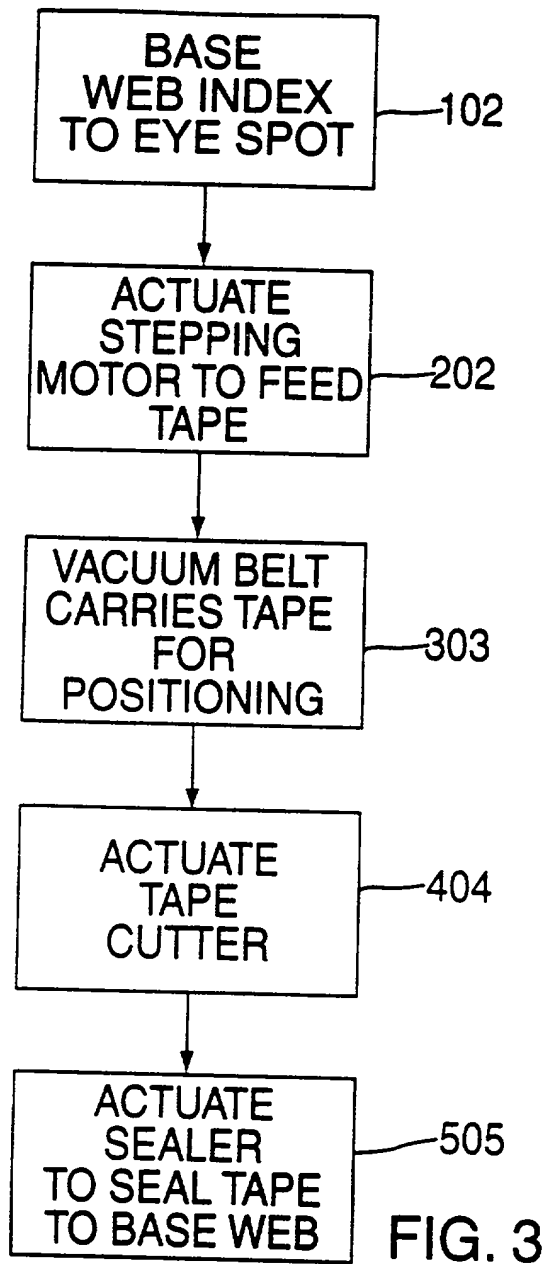 BASE
WEB INDEX
TO EYE SPOT
102
ACTUATE
STEPPING
MOTOR TO FEED
TAPE
202
VACUUM BELT
CARRIES TAPE
FOR
POSITIONING
303
ACTUATE
TAPE
CUTTER
404
ACTUATE
SEALER
TO SEAL TAPE
TO BASE WEB
505
FIG. 3